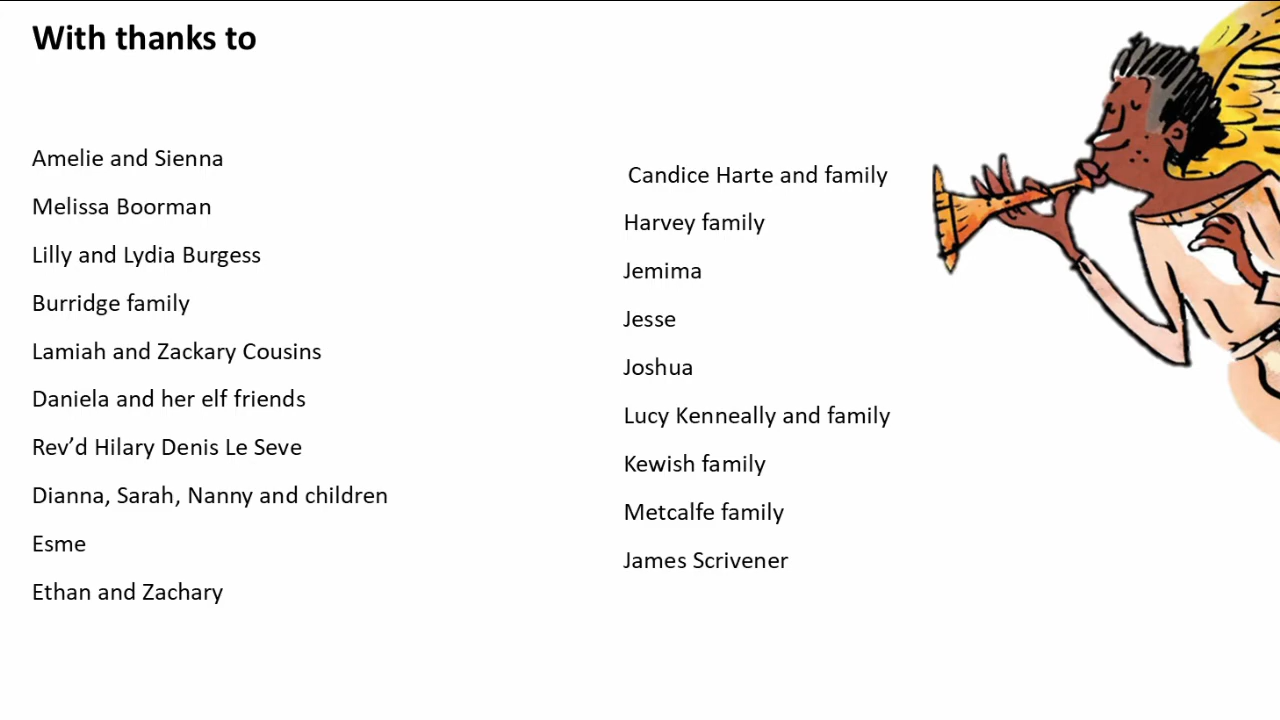 With thanks to
Amelie and Sienna
Melissa Boorman
Lilly and Lydia Burgess
Burridge family
Lamiah and Zackary Cousins
Daniela and her elf friends
Rev’d Hilary Denis Le Seve
Dianna, Sarah, Nanny and children
Esme
Ethan and Zachary
Candice Harte and family
Harvey family
Jemima
Jesse
Joshua
Lucy Kenneally and family
Kewish family
Metcalfe family
James Scrivener